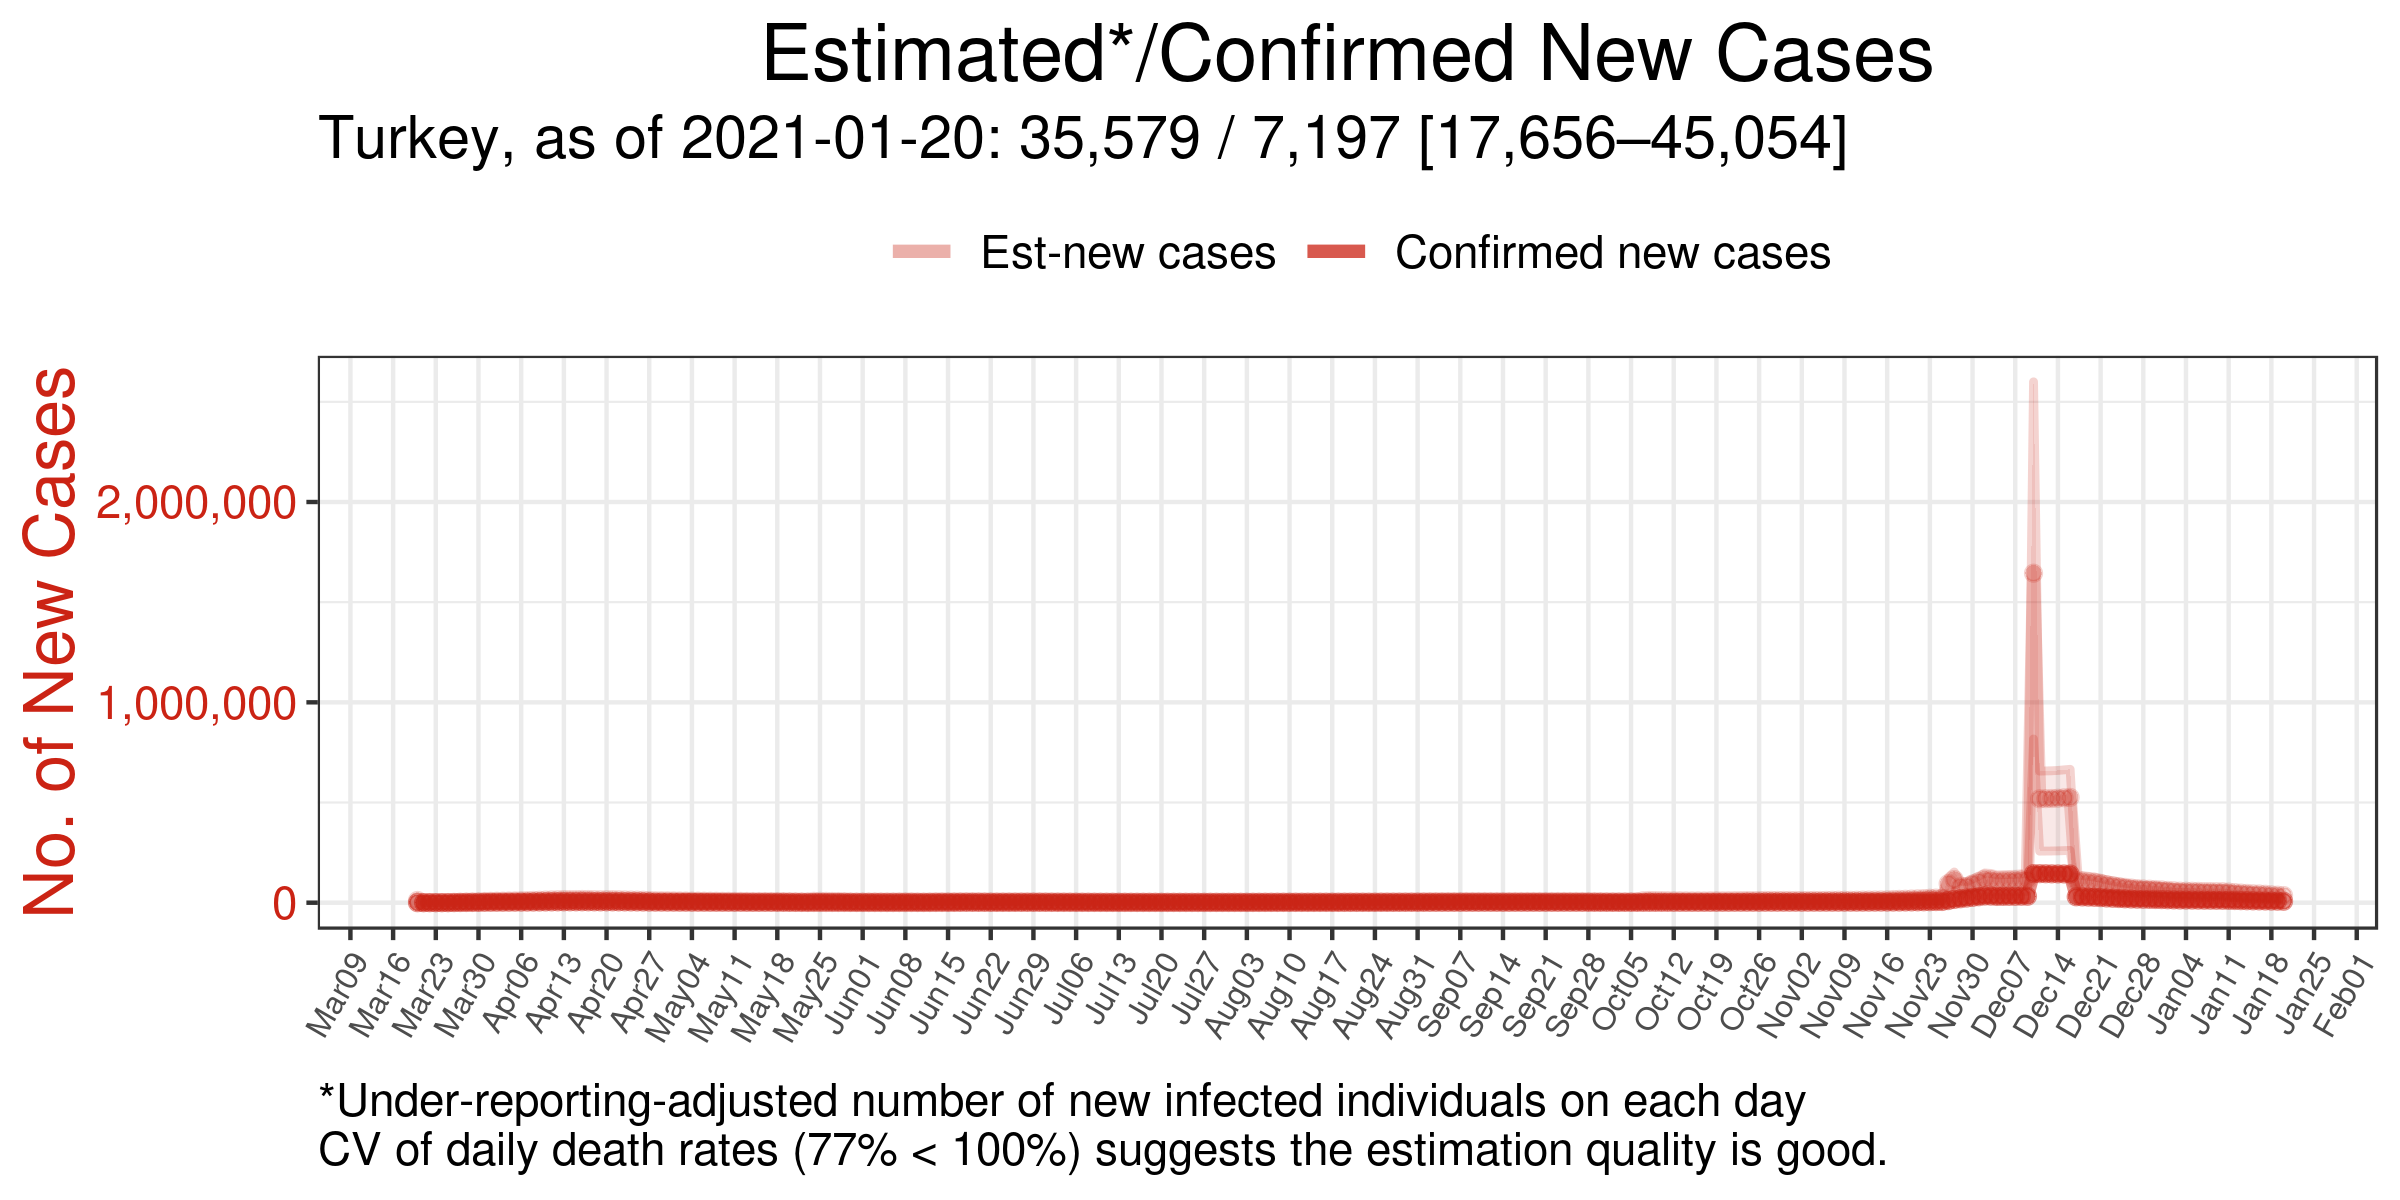 Estimated*/Confirmed New Cases
Turkey, as of 2021-01-20: 35,579 / 7,197 [17,656–45,054]
Est-new cases
Confirmed new cases
No. of New Cases
2,000,000
1,000,000
0
Mar09
Mar16
Mar23
Mar30
Apr06
Apr13
Apr20
Apr27
May04
May11
May18
May25
Jun01
Jun08
Jun15
Jun22
Jun29
Jul06
Jul13
Jul20
Jul27
Aug03
Aug10
Aug17
Aug24
Aug31
Sep07
Sep14
Sep21
Sep28
Oct05
Oct12
Oct19
Oct26
Nov02
Nov09
Nov16
Nov23
Nov30
Dec07
Dec14
Dec21
Dec28
Jan04
Jan11
Jan18
Jan25
Feb01
*Under-reporting-adjusted number of new infected individuals on each day
CV of daily death rates (77% < 100%) suggests the estimation quality is good.